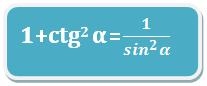 1+ctg² α=1/sin² α